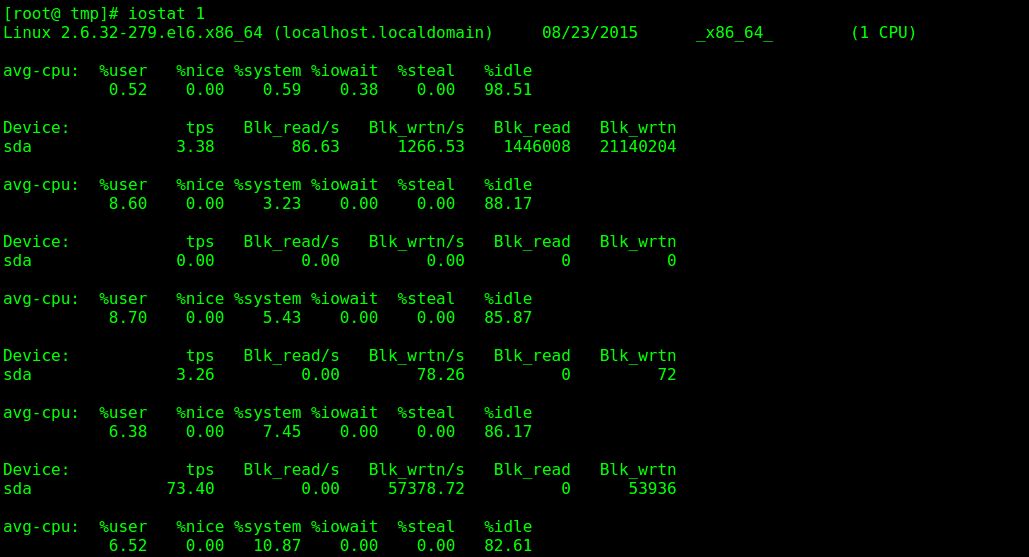 [root@ tmp]# iostat 1
Linux 2.6.32-279.el6.x86_64 (localhost.localdomain)     08/23/2015      _x86_64_        (1 CPU)
avg-cpu:  %user   %nice %system %iowait  %steal   %idle
           0.52    0.00    0.59    0.38    0.00   98.51
Device:            tps   Blk_read/s   Blk_wrtn/s   Blk_read   Blk_wrtn
sda               3.38        86.63      1266.53    1446008   21140204
avg-cpu:  %user   %nice %system %iowait  %steal   %idle
           8.60    0.00    3.23    0.00    0.00   88.17
Device:            tps   Blk_read/s   Blk_wrtn/s   Blk_read   Blk_wrtn
sda               0.00         0.00         0.00          0          0
avg-cpu:  %user   %nice %system %iowait  %steal   %idle
           8.70    0.00    5.43    0.00    0.00   85.87
Device:            tps   Blk_read/s   Blk_wrtn/s   Blk_read   Blk_wrtn
sda               3.26         0.00        78.26          0         72
avg-cpu:  %user   %nice %system %iowait  %steal   %idle
           6.38    0.00    7.45    0.00    0.00   86.17
Device:            tps   Blk_read/s   Blk_wrtn/s   Blk_read   Blk_wrtn
sda              73.40         0.00     57378.72          0      53936
avg-cpu:  %user   %nice %system %iowait  %steal   %idle
           6.52    0.00   10.87    0.00    0.00   82.61